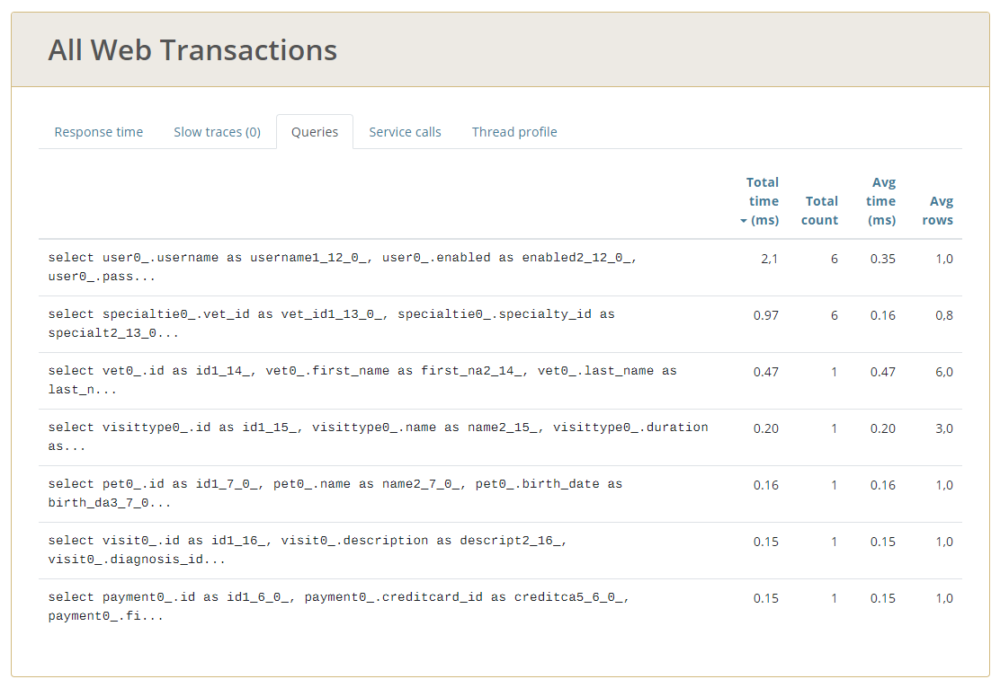 All Web Transactions
Response time Slow traces (0) Queries Service calls Thread profile
Total Avg
time Total time Avg
(ms) count (ms) rows
select user0_.username as username1_12_0_, user0_.enabled as enabled2_12_0_, 2,1 6 0.35 1,0
user0_.pass...
select specialtie0_.vet_id as vet_id1_13_0_, specialtie0_.specialty_id as 0.97 6 0.16 0,8
specialt2_13_0...
select vet0_.id as id1_14_, vet0_.first_name as first_na2_14_, vet0_.last_name as 0.47 1 0.47 6,0
last_n...
select visittype0_.id as id1_15_, visittype0_.name as name2_15_, visittype0_.duration 0.20 1 0.20 3,0
as...
select pet0_.id as id1_7_0_, pet0_.name as name2_7_0_, pet0_.birth_date as 0.16 1 0.16 1,0
birth_da3_7_0...
select visit0_.id as id1_16_, visit0_.description as descript2_16_, 0.15 1 0.15 1,0
visit0_.diagnosis_id...
select payment0_.id as id1_6_0_, payment0_.creditcard_id as creditca5_6_0_, 0.15 1 0.15 1,0
payment0_.fi...